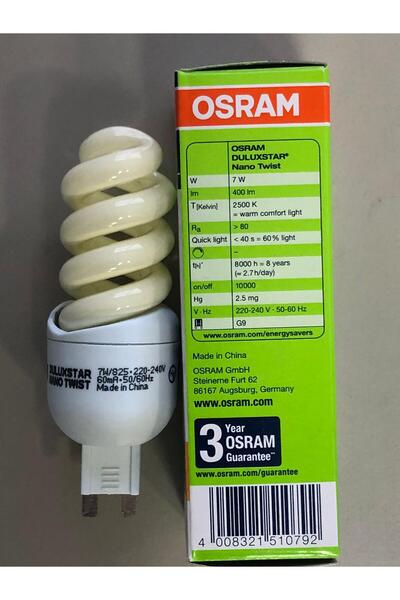 OSRAM
OSRAM
DULUXSTAR®
Nano Twist
W 7 W
lm 400 lm
T [Kelvin] 2500 K
= warm comfort light
Ra > 80
Quick light < 40 s = 60% light
–
t[h]* 8000 h = 8 years
(= 2.7 h/day)
on/off 10000
Hg 2.5 mg
V · Hz 220-240 V · 50-60 Hz
G9
www.osram.com/energysavers
Made in China
OSRAM GmbH
Steinerne Furt 62
86167 Augsburg, Germany
www.osram.com
3 Year
OSRAM
Guarantee™
www.osram.com/guarantee
4 008321 510792
DULUXSTAR
NANO TWIST
7W/825·220-240V
60mA·50/60Hz
Made in China